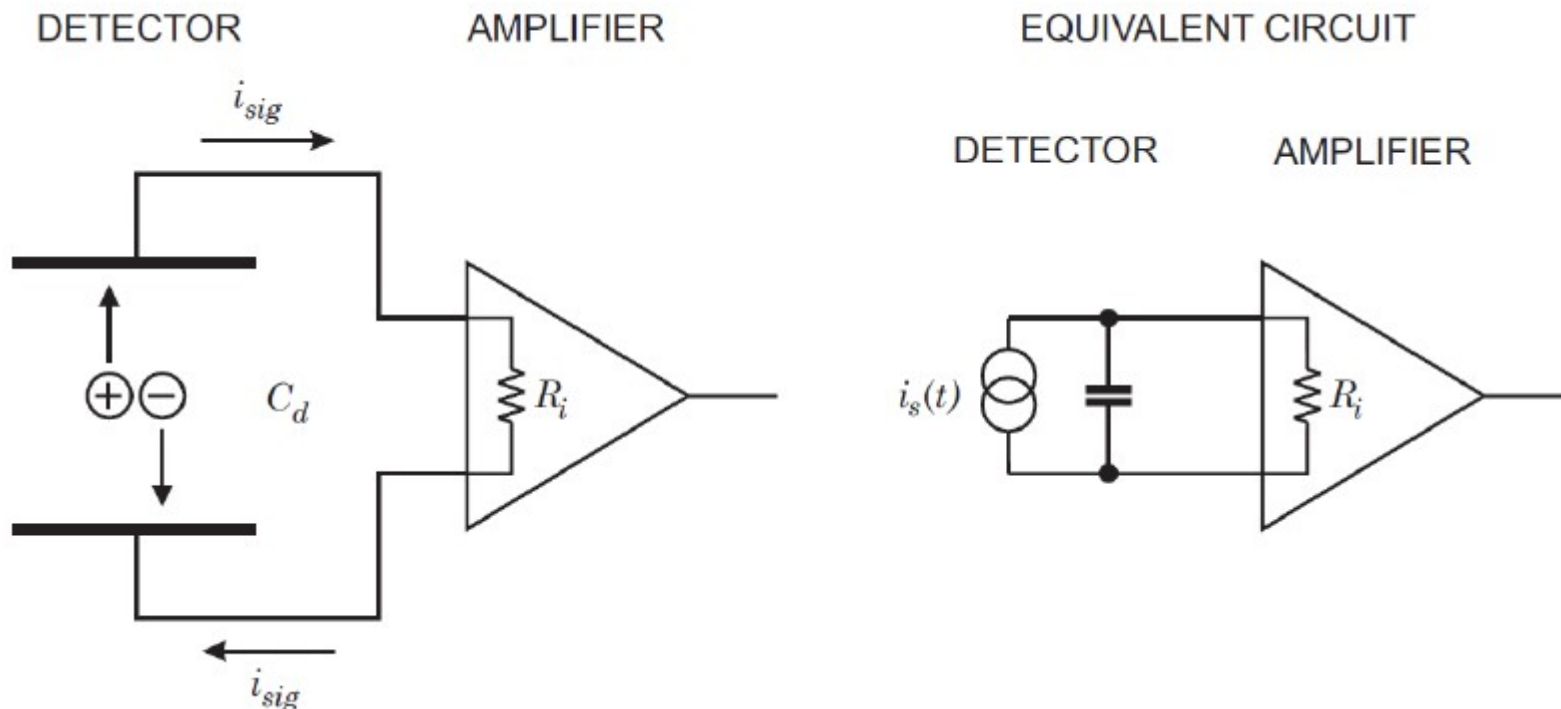 DETECTOR AMPLIFIER EQUIVALENT CIRCUIT
i_sig
DETECTOR AMPLIFIER
+ −
C_d
R_i
i_s(t)
R_i
i_sig